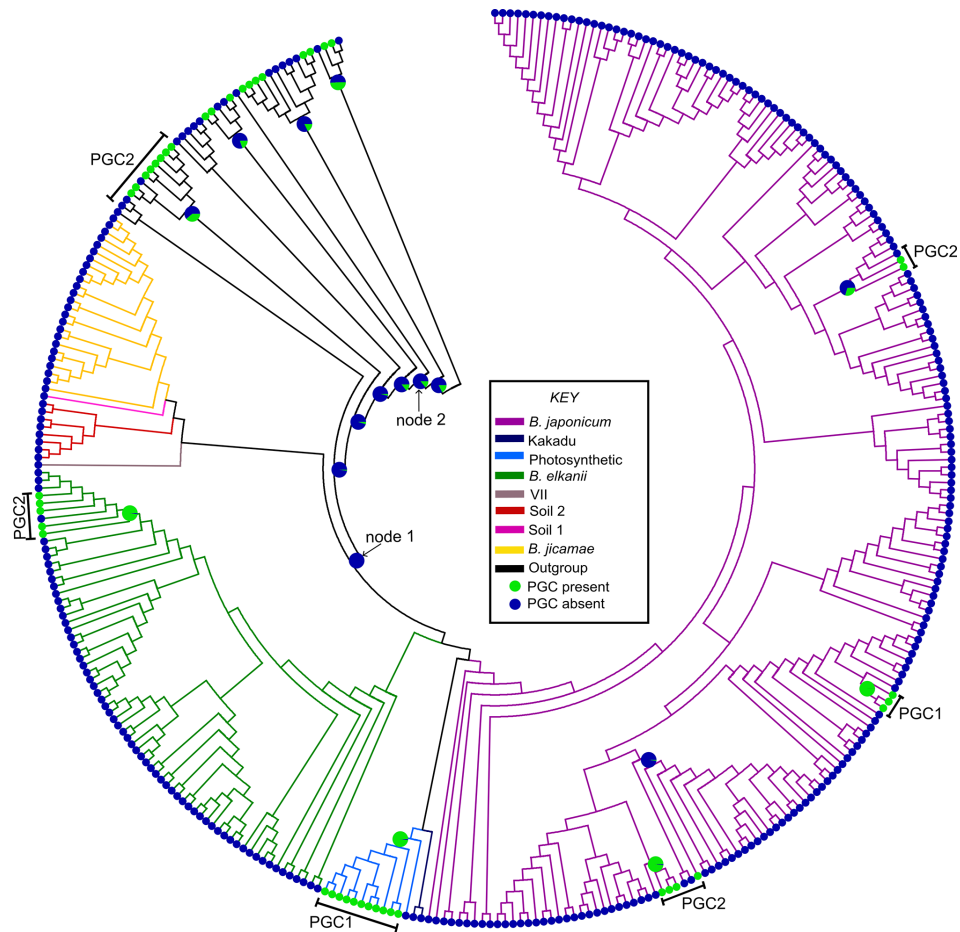 PGC2
PGC2
node 2
KEY
B. japonicum
Kakadu
Photosynthetic
B. elkanii
VII
Soil 2
Soil 1
B. jicamae
Outgroup
PGC present
PGC absent
PGC2
node 1
PGC1
PGC2
PGC1